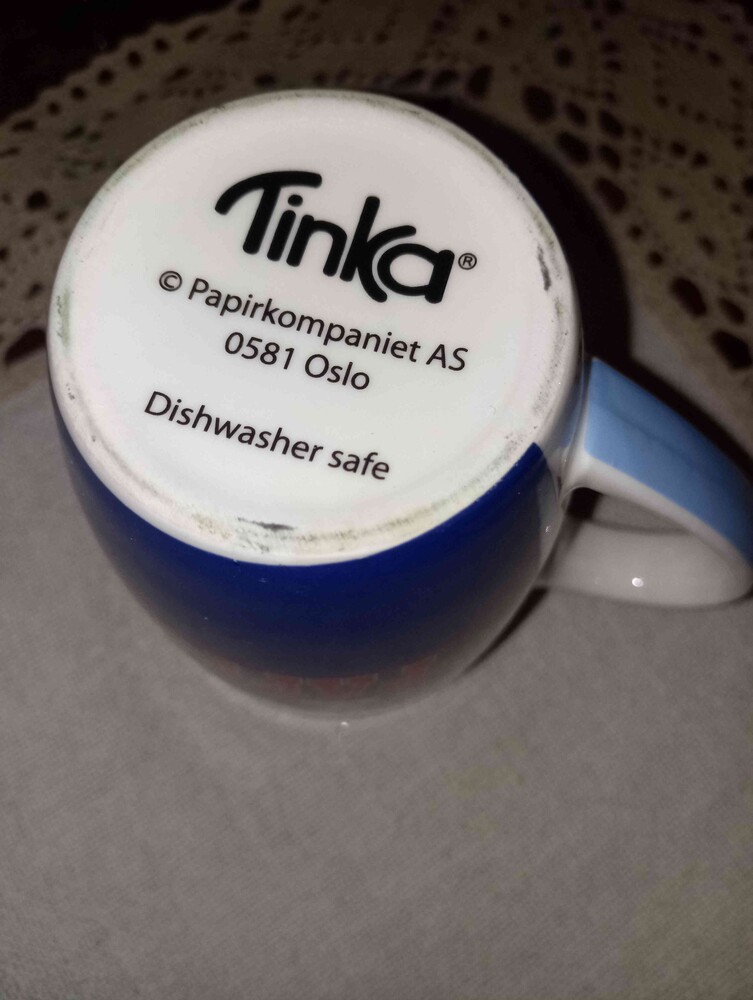 Tinka®
© Papirkompaniet AS
0581 Oslo
Dishwasher safe